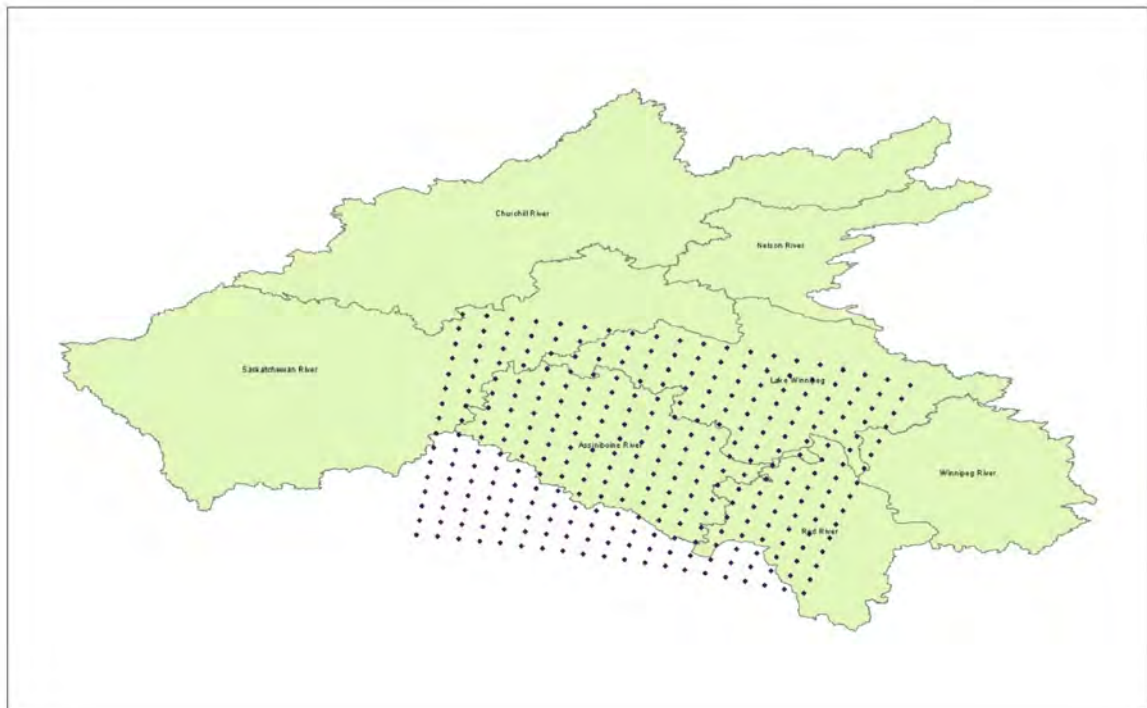 Churchill River
Nelson River
Saskatchewan River
Lake Winnipeg
Assiniboine River
Winnipeg River
Red River